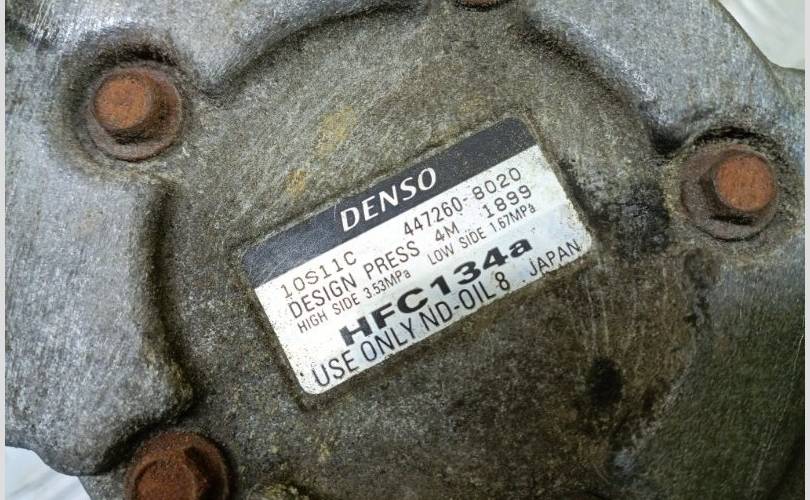 DENSO
10S11C 447260-8020
DESIGN PRESS 4M 1899
HIGH SIDE 3.53MPa LOW SIDE 1.67MPa
HFC134a
USE ONLY ND-OIL 8 JAPAN